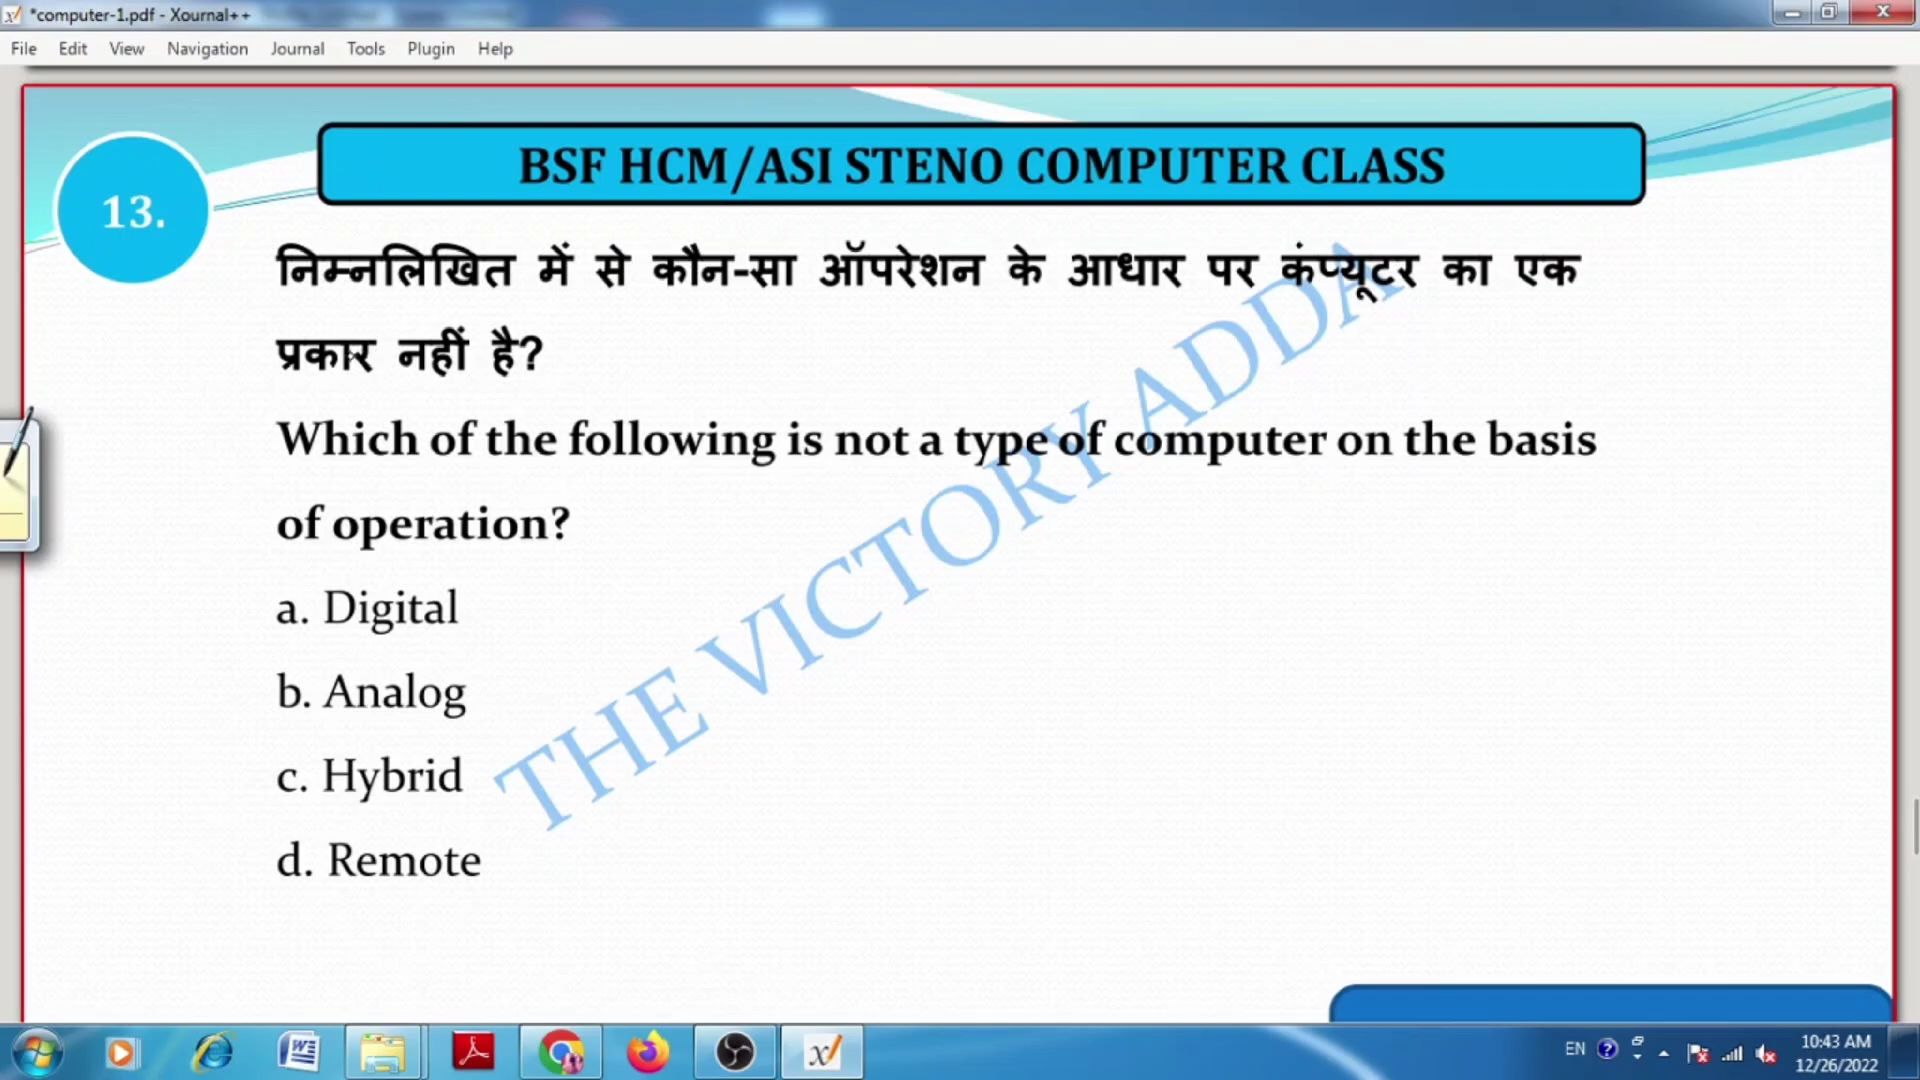 *computer-1.pdf - Xournal++
File Edit View Navigation Journal Tools Plugin Help
BSF HCM/ASI STENO COMPUTER CLASS
13.
निम्नलिखित में से कौन-सा ऑपरेशन के आधार पर कंप्यूटर का एक
प्रकार नहीं है?
Which of the following is not a type of computer on the basis
of operation?
a. Digital
b. Analog
c. Hybrid
d. Remote
THE VICTORY ADDA
EN
10:43 AM
12/26/2022